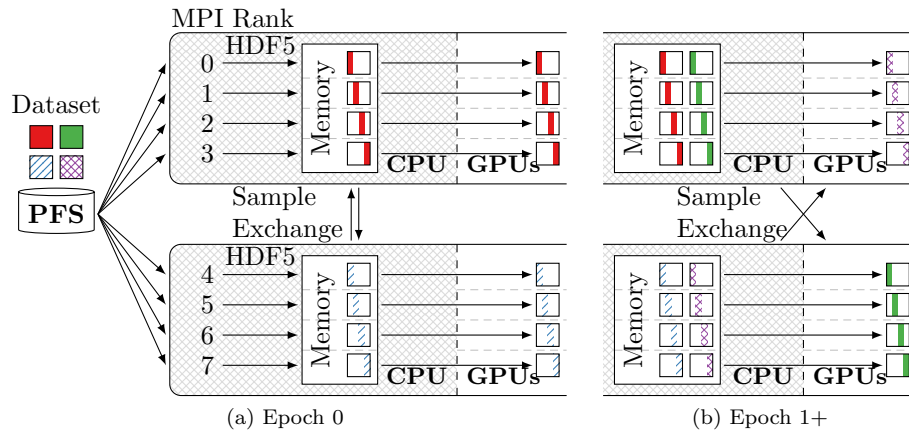 MPI Rank
Dataset
PFS
HDF5
0
1
2
3
Memory
CPU
GPUs
Sample
Exchange
HDF5
4
5
6
7
Memory
CPU
GPUs
(a) Epoch 0
Memory
CPU
GPUs
Sample
Exchange
Memory
CPU
GPUs
(b) Epoch 1+